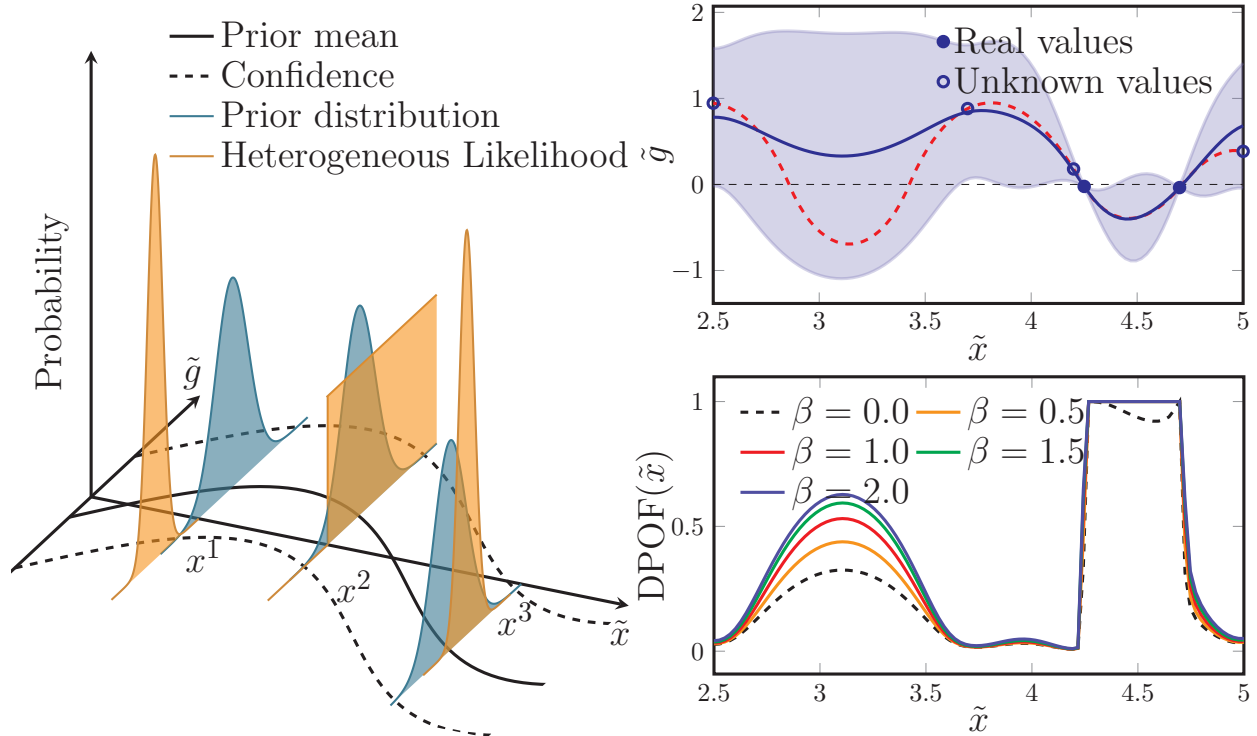 Prior mean
Confidence
Prior distribution
Heterogeneous Likelihood
Probability
g̃
x¹
x²
x³
x̃
2
1
0
−1
g̃
Real values
Unknown values
2.5 3 3.5 4 4.5 5
x̃
1
0.5
0
DPOF(x̃)
β = 0.0 β = 0.5
β = 1.0 β = 1.5
β = 2.0
2.5 3 3.5 4 4.5 5
x̃